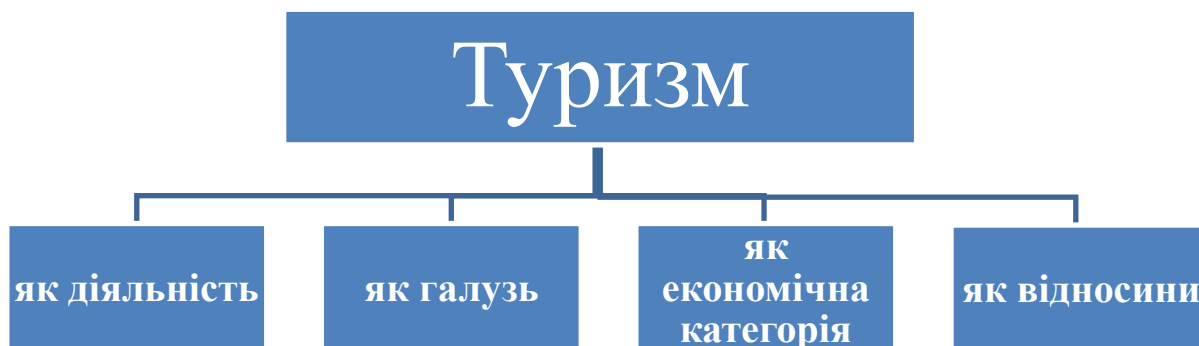 Туризм
як діяльність
як галузь
як
економічна
категорія
як відносини